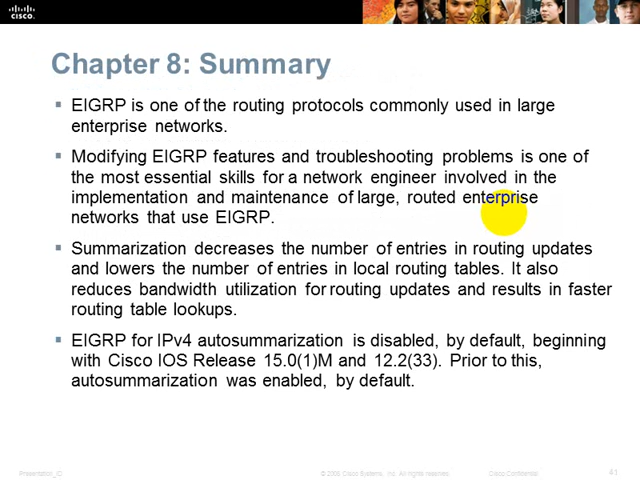 CISCO
Chapter 8: Summary
▪ EIGRP is one of the routing protocols commonly used in large
enterprise networks.
▪ Modifying EIGRP features and troubleshooting problems is one of
the most essential skills for a network engineer involved in the
implementation and maintenance of large, routed enterprise
networks that use EIGRP.
▪ Summarization decreases the number of entries in routing updates
and lowers the number of entries in local routing tables. It also
reduces bandwidth utilization for routing updates and results in faster
routing table lookups.
▪ EIGRP for IPv4 autosummarization is disabled, by default, beginning
with Cisco IOS Release 15.0(1)M and 12.2(33). Prior to this,
autosummarization was enabled, by default.
Presentation_ID © 2008 Cisco Systems, Inc. All rights reserved. Cisco Confidential 41